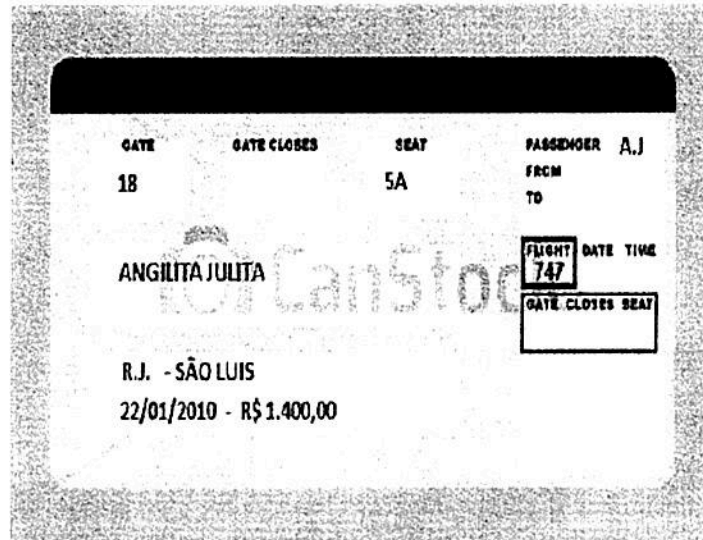 GATE GATE CLOSES SEAT PASSENGER A.J
FROM
18 5A
TO
FLIGHT DATE TIME
747
ANGILITA JULITA
CanStoc
GATE CLOSES SEAT
R.J. - SÃO LUIS
22/01/2010 - R$ 1.400,00